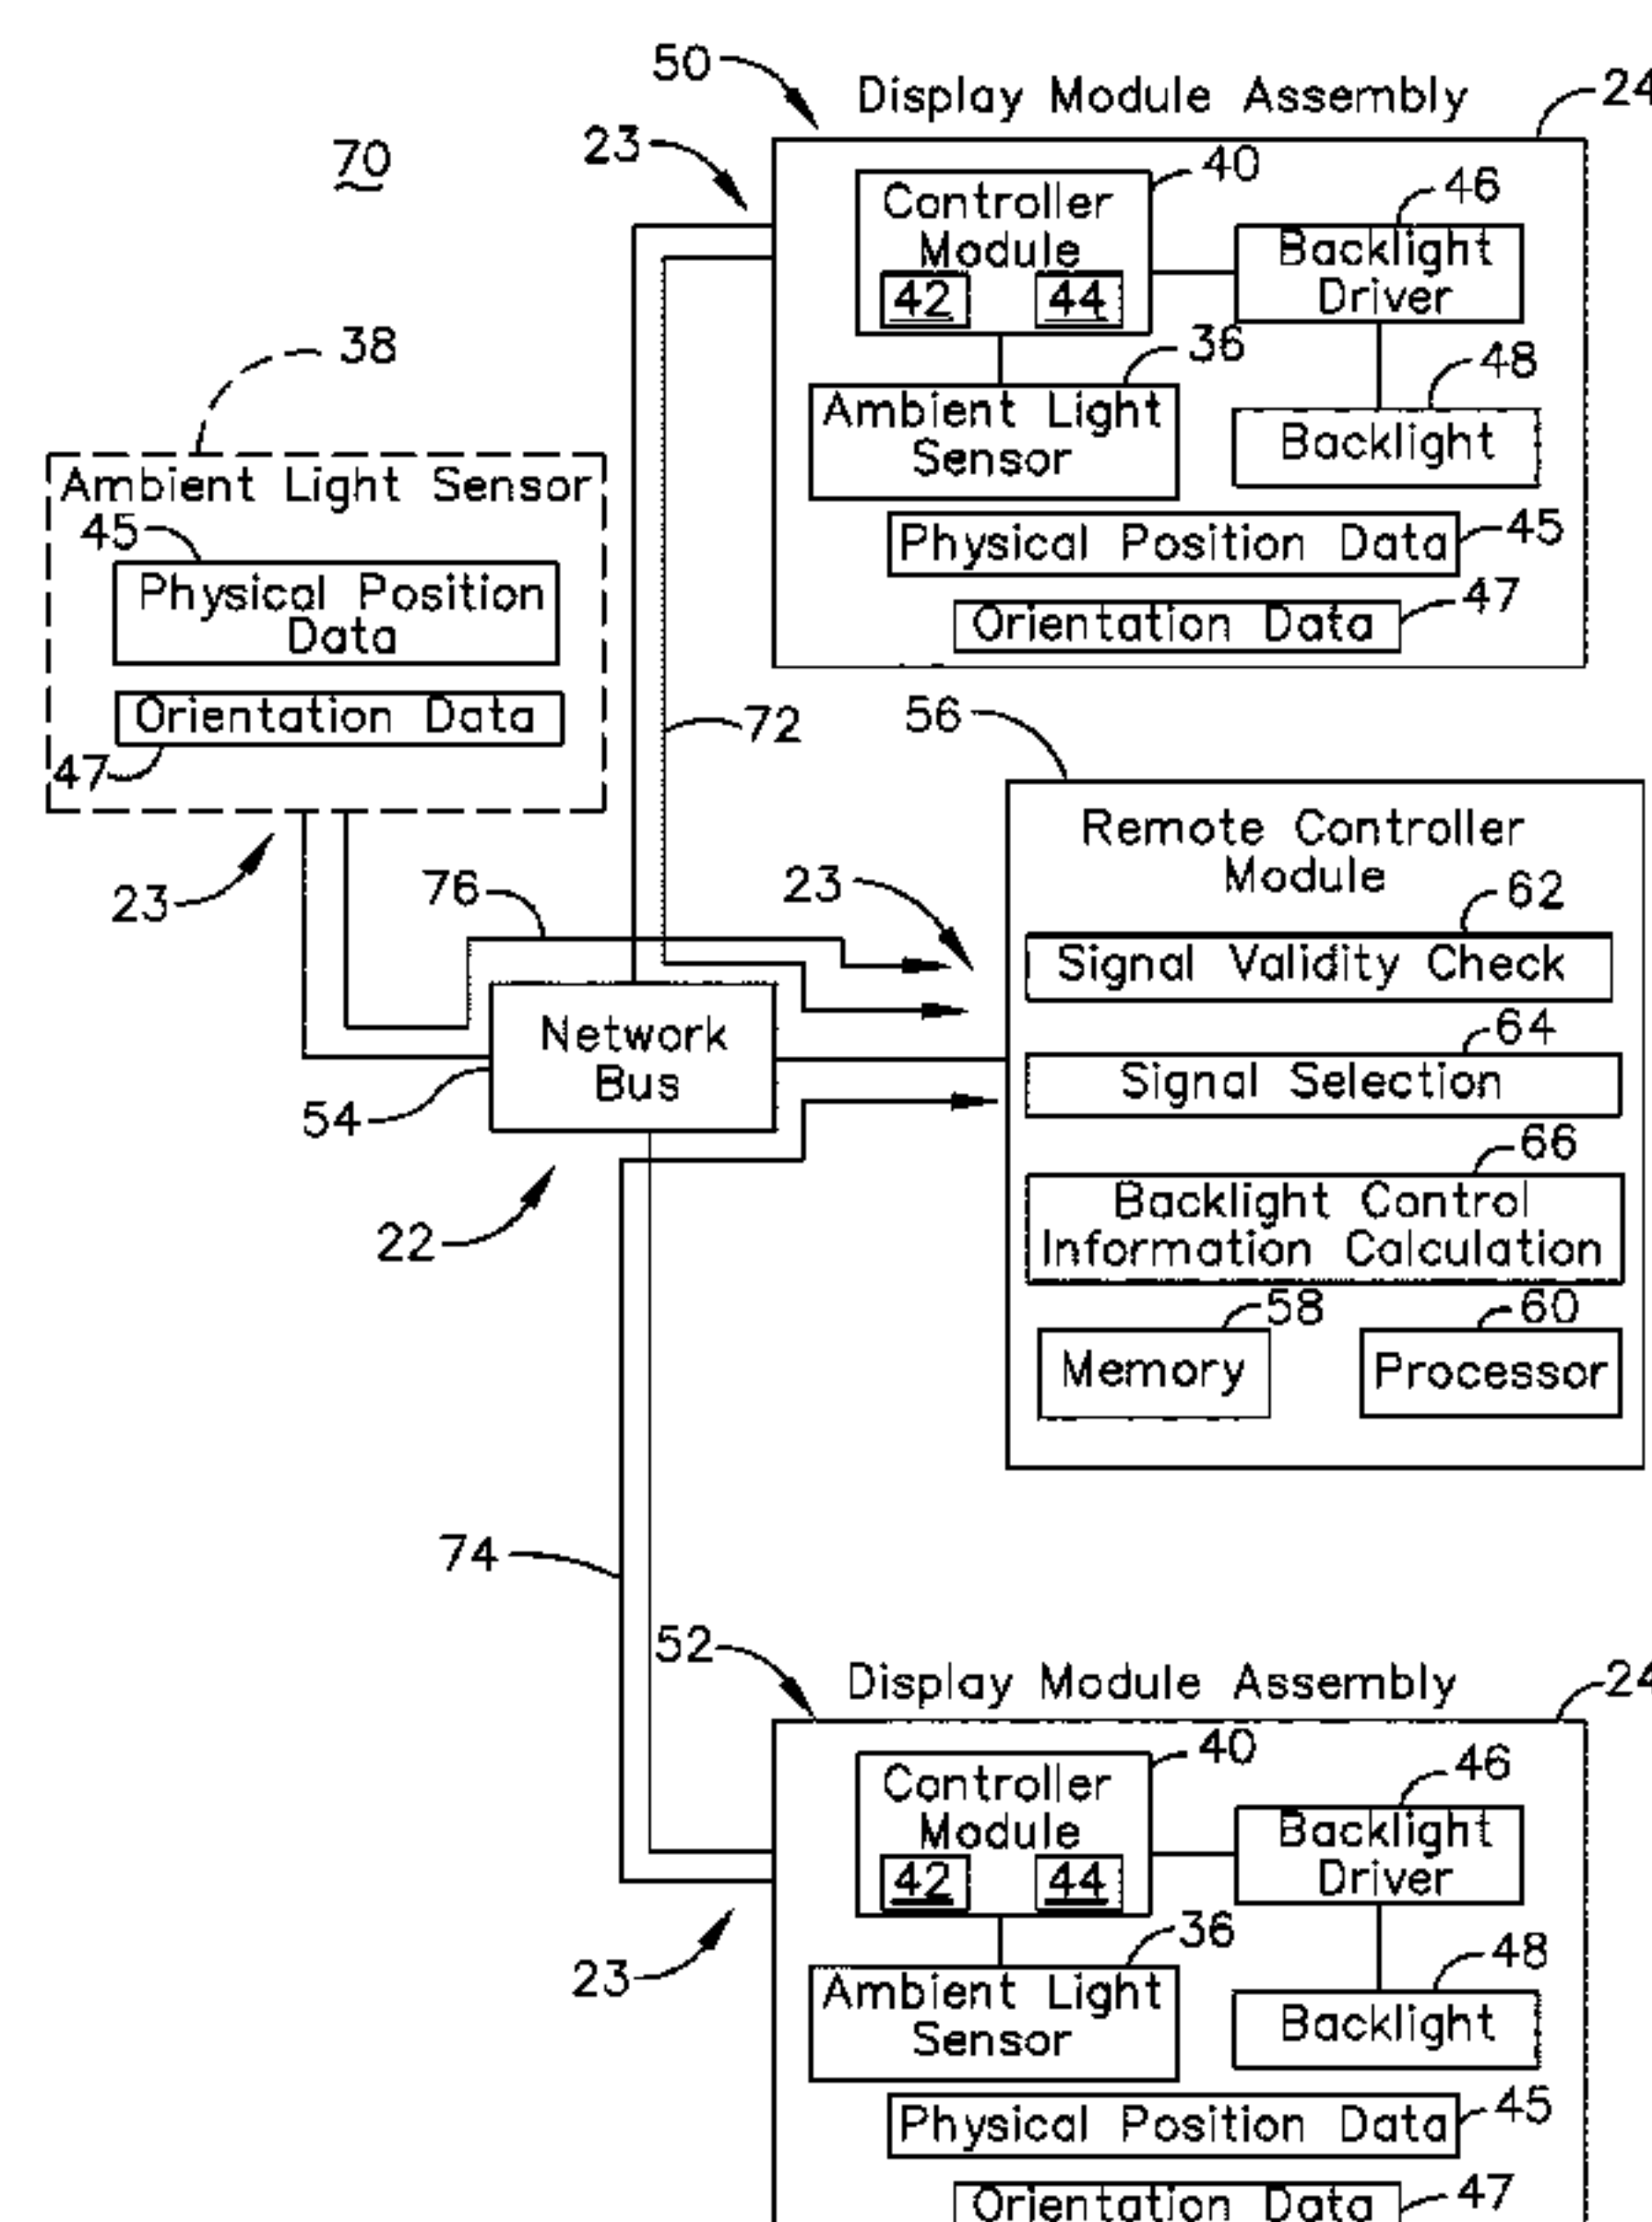 50
Display Module Assembly
24
70
23
40
Controller
Module
42 44
46
Backlight
Driver
38
36
Ambient Light
Sensor
48
Backlight
Ambient Light Sensor
45
Physical Position
Data
Orientation Data
47
Physical Position Data
45
Orientation Data
47
72
56
Remote Controller
Module
23
76
23
62
Signal Validity Check
Network
Bus
54
64
Signal Selection
22
66
Backlight Control
Information Calculation
58
Memory
60
Processor
74
52
Display Module Assembly
24
40
Controller
Module
42 44
46
Backlight
Driver
23
36
Ambient Light
Sensor
48
Backlight
Physical Position Data
45
Orientation Data
47